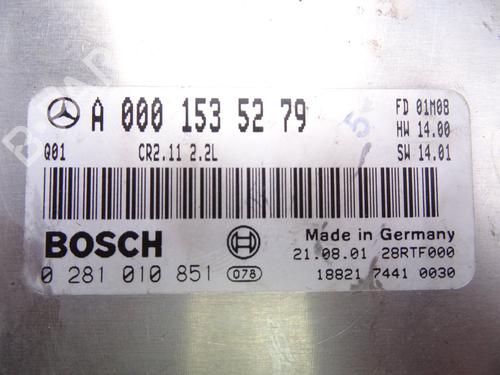 A 000 153 52 79
FD 01M08
HW 14.00
Q01 CR2.11 2.2L
SW 14.01
BOSCH
Made in Germany
21.08.01 28RTF000
0 281 010 851 078
18821 7441 0030